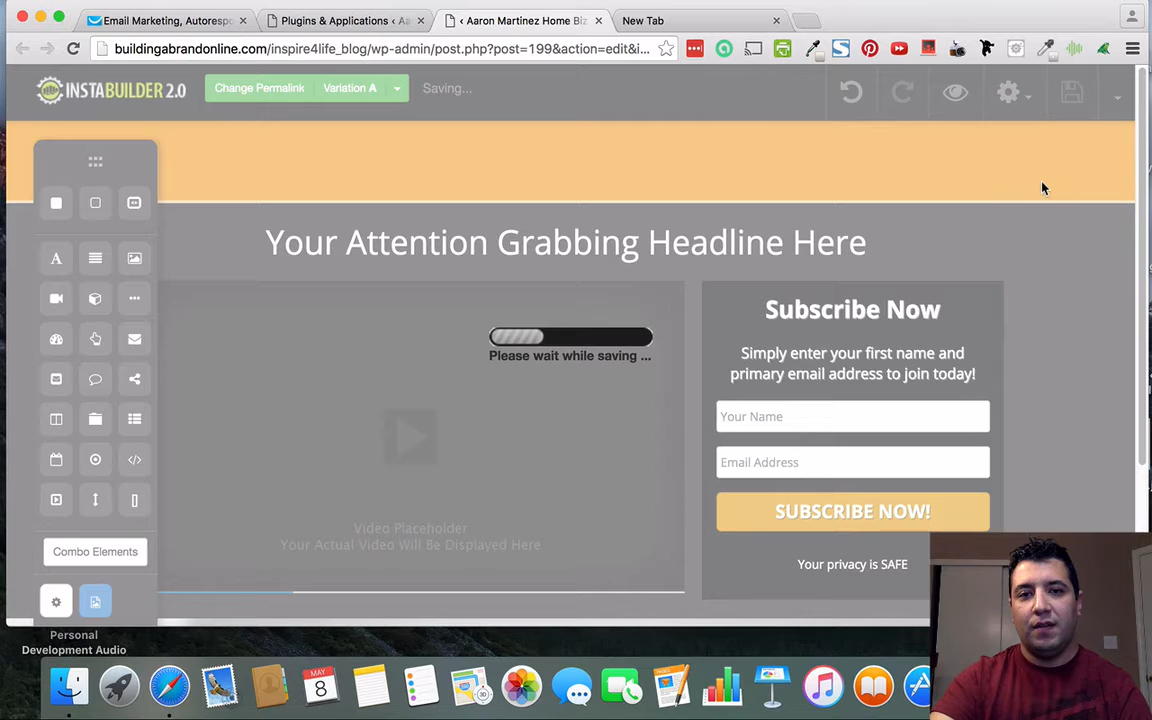 Email Marketing, Autorespo
Plugins & Applications ‹ Aa
‹ Aaron Martinez Home Biz
New Tab
buildingabrandonline.com/inspire4life_blog/wp-admin/post.php?post=199&action=edit&i...
INSTABUILDER 2.0
Change Permalink
Variation A
Saving...
Your Attention Grabbing Headline Here
Please wait while saving ...
Video Placeholder
Your Actual Video Will Be Displayed Here
Subscribe Now
Simply enter your first name and
primary email address to join today!
Your Name
Email Address
SUBSCRIBE NOW!
Your privacy is SAFE
Combo Elements
Personal
Development Audio
MAY
8